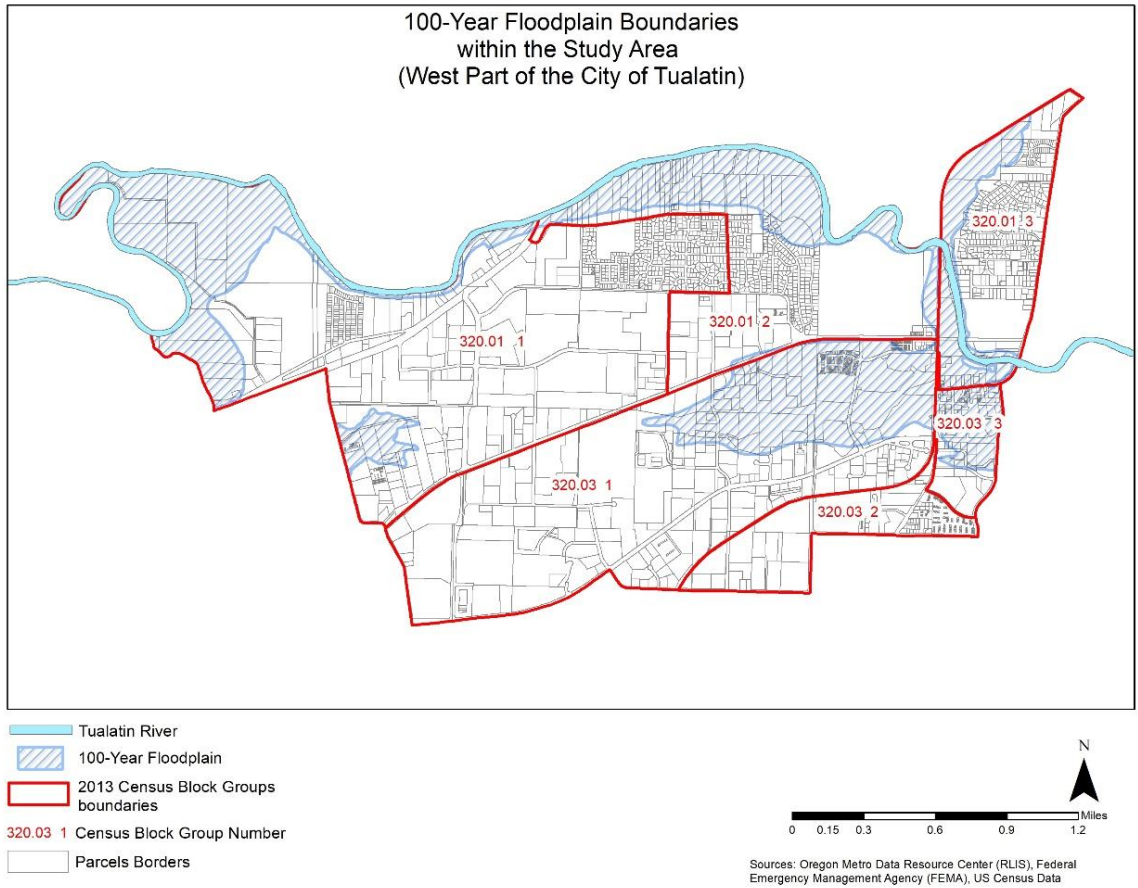 100-Year Floodplain Boundaries
within the Study Area
(West Part of the City of Tualatin)
320.01 3
320.01 2
320.01 1
320.03 3
320.03 1
320.03 2
Tualatin River
100-Year Floodplain
2013 Census Block Groups
boundaries
320.03 1 Census Block Group Number
Parcels Borders
N
Miles
0 0.15 0.3 0.6 0.9 1.2
Sources: Oregon Metro Data Resource Center (RLIS), Federal
Emergency Management Agency (FEMA), US Census Data